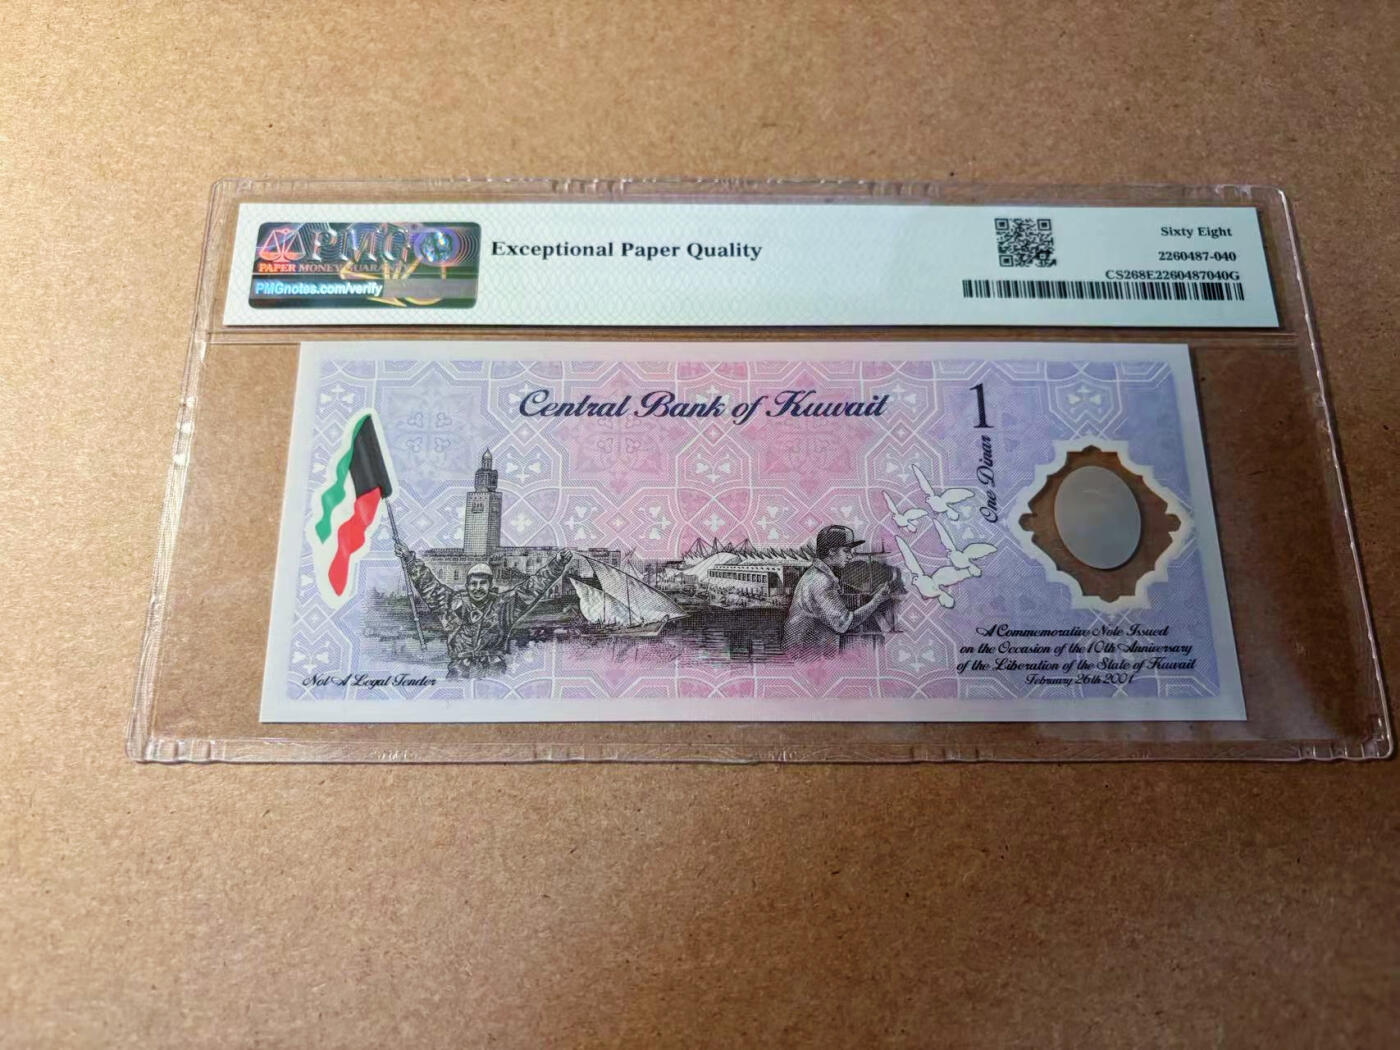 PMG
PAPER MONEY GUARANTY
PMGnotes.com/verify
Exceptional Paper Quality
Sixty Eight
2260487-040
CS268E2260487040G
Central Bank of Kuwait
1
One Dinar
A Commemorative Note Issued
on the Occasion of the 10th Anniversary
of the Liberation of the State of Kuwait
February 26th 2001
Not A Legal Tender